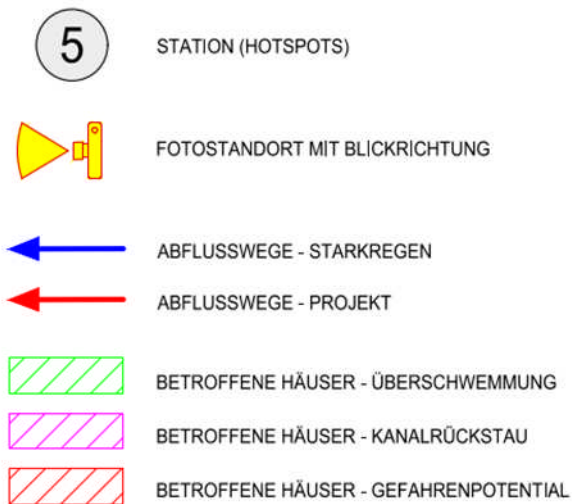 5 STATION (HOTSPOTS)
FOTOSTANDORT MIT BLICKRICHTUNG
ABFLUSSWEGE - STARKREGEN
ABFLUSSWEGE - PROJEKT
BETROFFENE HÄUSER - ÜBERSCHWEMMUNG
BETROFFENE HÄUSER - KANALRÜCKSTAU
BETROFFENE HÄUSER - GEFAHRENPOTENTIAL